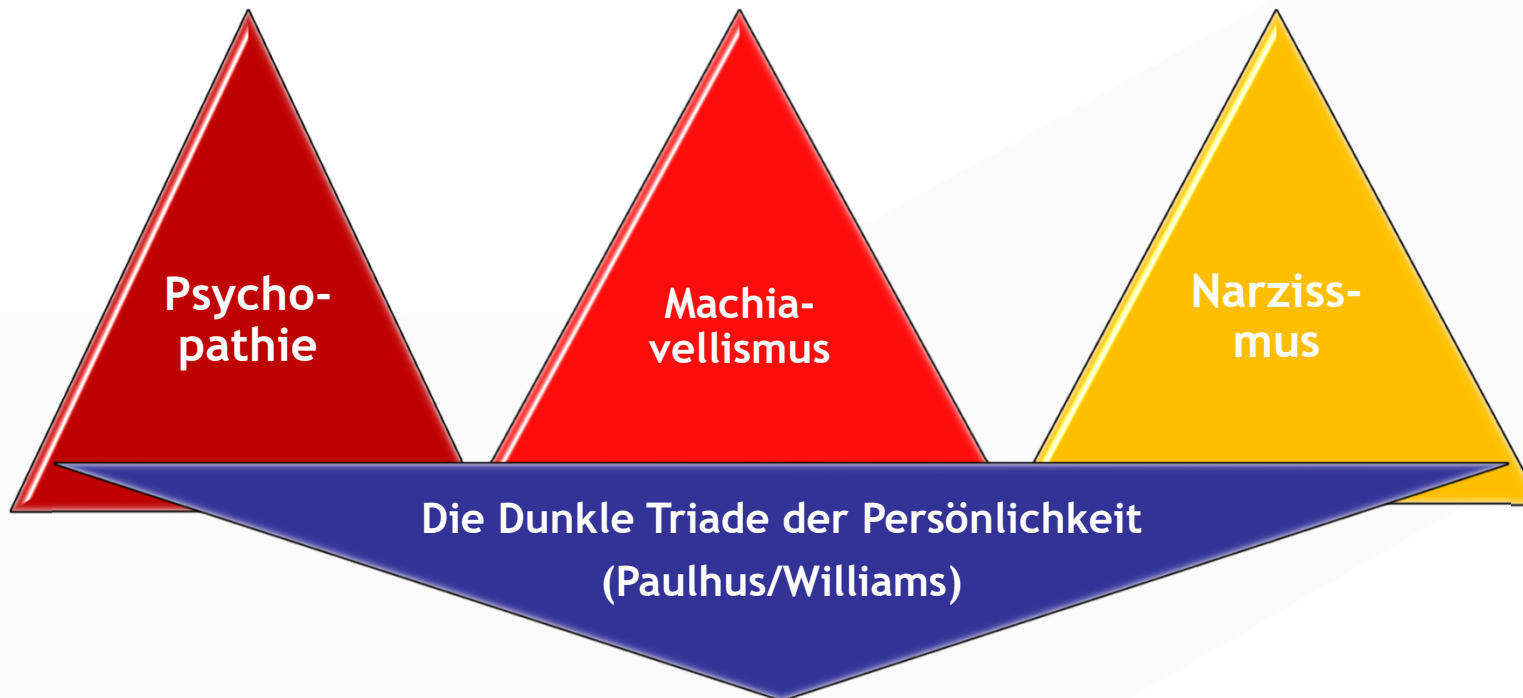 Psycho-
pathie
Machia-
vellismus
Narziss-
mus
Die Dunkle Triade der Persönlichkeit
(Paulhus/Williams)